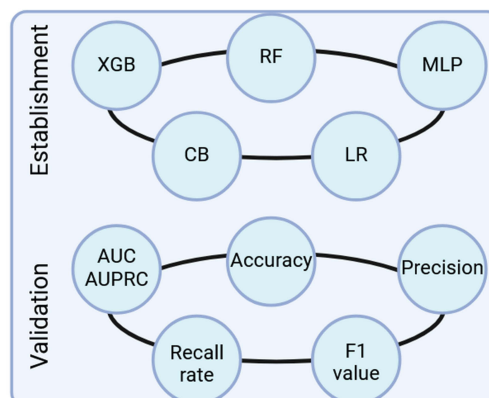 Establishment
XGB
RF
MLP
CB
LR
Validation
AUC
AUPRC
Accuracy
Precision
Recall
rate
F1
value